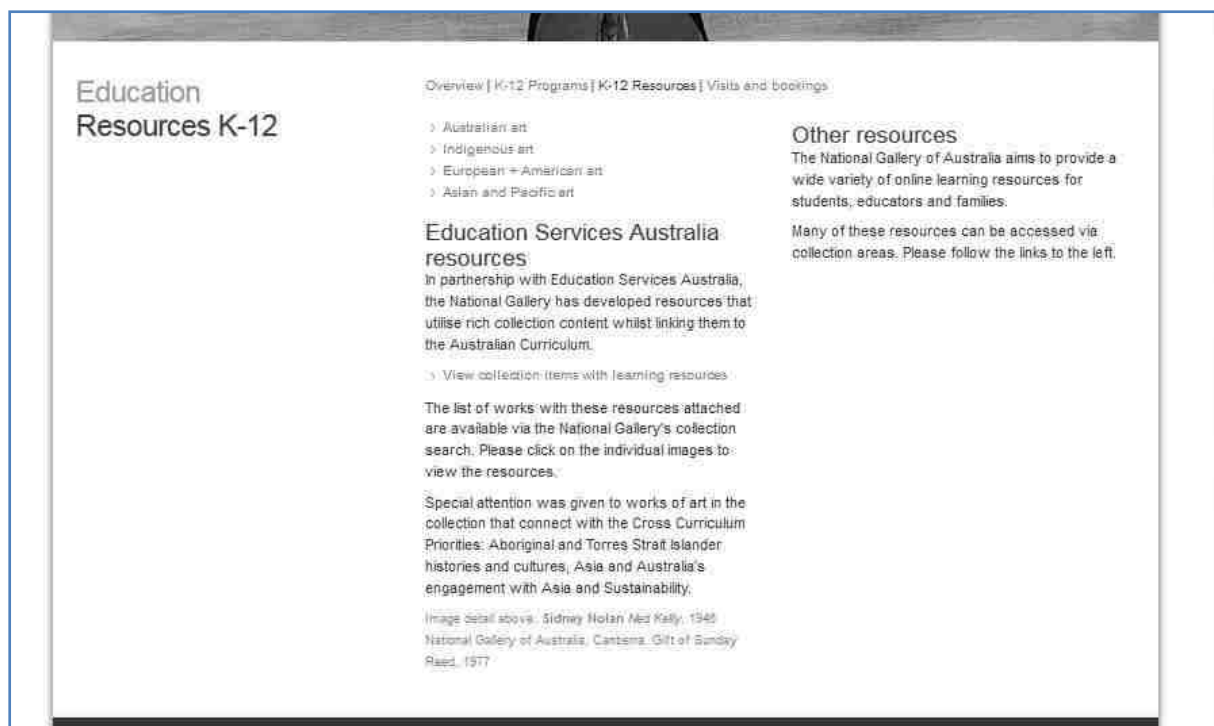 Education
Resources K-12
Overview | K-12 Programs | K-12 Resources | Visits and bookings
> Australian art
> Indigenous art
> European + American art
> Asian and Pacific art
Education Services Australia
resources
In partnership with Education Services Australia,
the National Gallery has developed resources that
utilise rich collection content whilst linking them to
the Australian Curriculum.
> View collection items with learning resources
The list of works with these resources attached
are available via the National Gallery's collection
search. Please click on the individual images to
view the resources.
Special attention was given to works of art in the
collection that connect with the Cross Curriculum
Priorities: Aboriginal and Torres Strait Islander
histories and cultures, Asia and Australia's
engagement with Asia and Sustainability.
Image detail above: Sidney Nolan Ned Kelly, 1946
National Gallery of Australia, Canberra. Gift of Sunday
Reed, 1977
Other resources
The National Gallery of Australia aims to provide a
wide variety of online learning resources for
students, educators and families.
Many of these resources can be accessed via
collection areas. Please follow the links to the left.